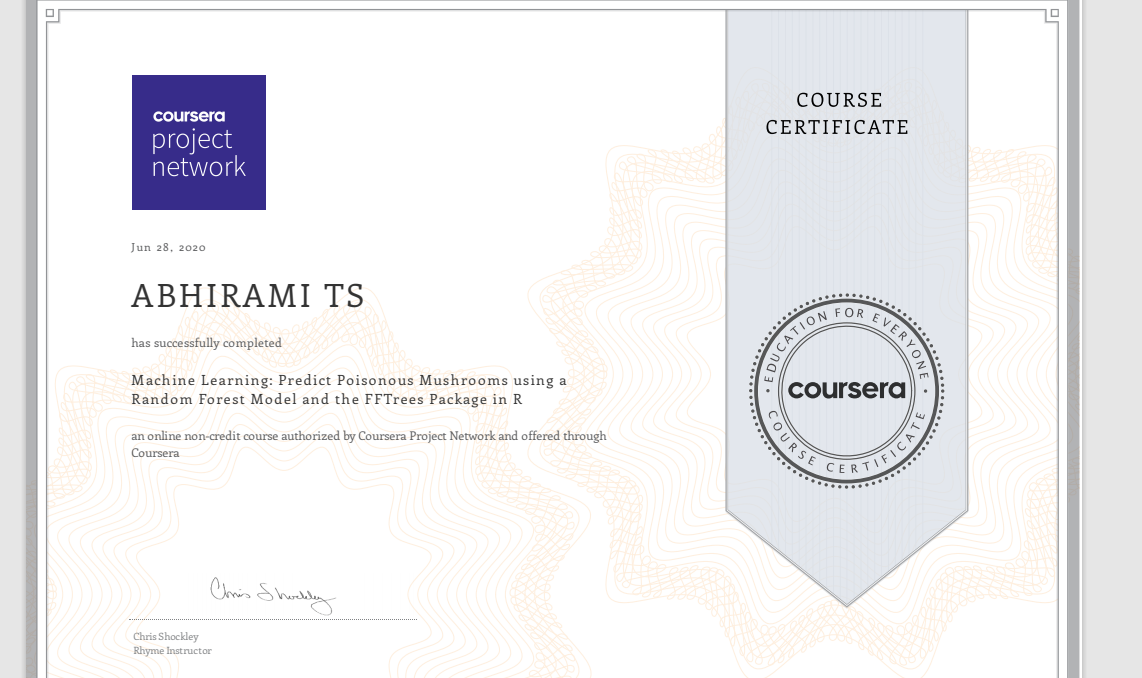 coursera
project
network
COURSE
CERTIFICATE
Jun 28, 2020
ABHIRAMI TS
has successfully completed
Machine Learning: Predict Poisonous Mushrooms using a
Random Forest Model and the FFTrees Package in R
an online non-credit course authorized by Coursera Project Network and offered through
Coursera
EDUCATION FOR EVERYONE
coursera
COURSE CERTIFICATE
Chris Shockley
Chris Shockley
Rhyme Instructor